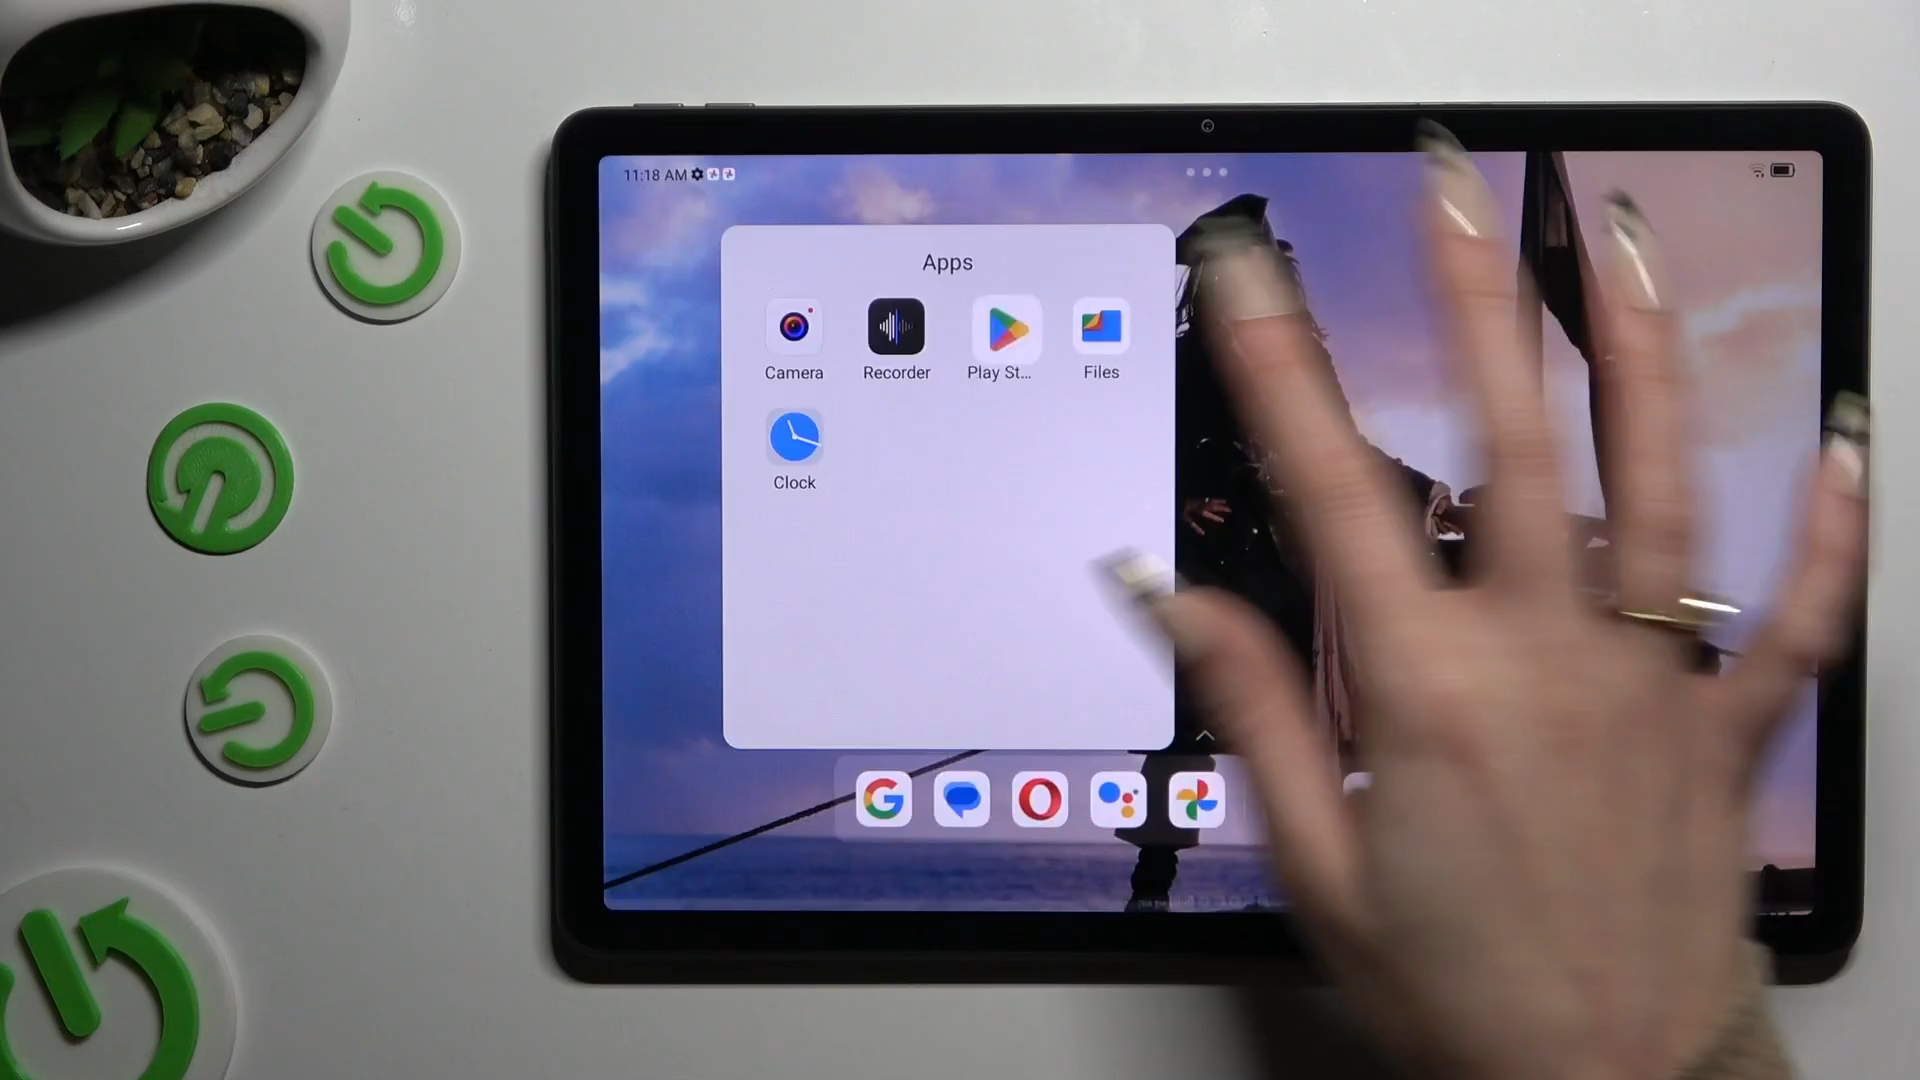 11:18 AM
Apps
Camera
Recorder
Play St...
Files
Clock